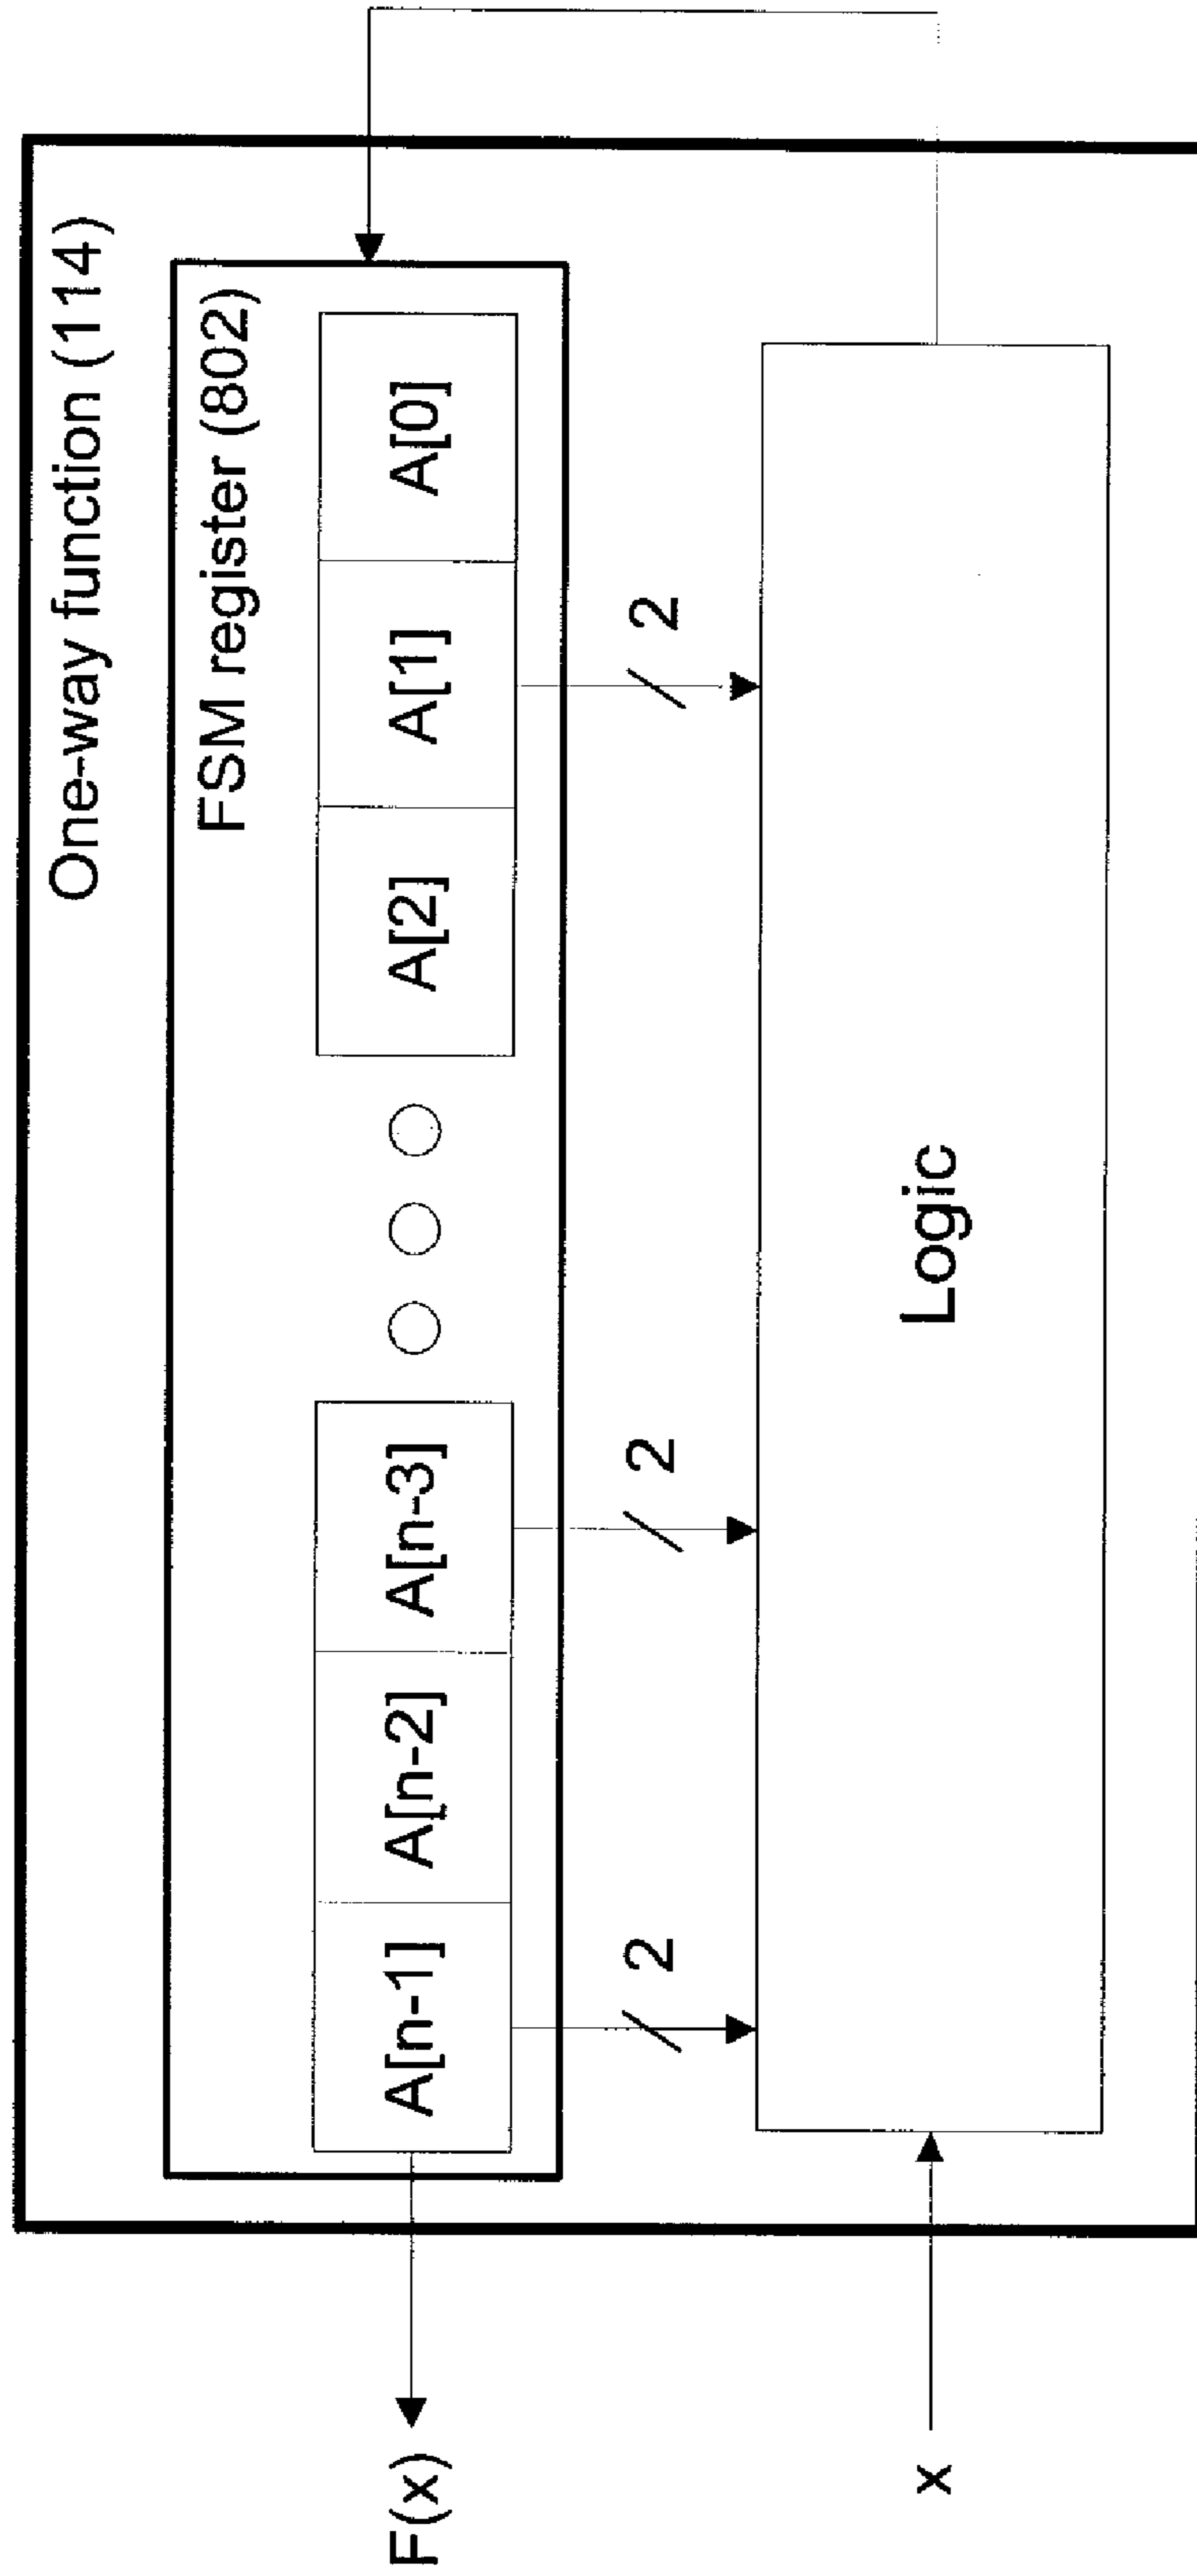 One-way function (114)
FSM register (802)
A[n-1] A[n-2] A[n-3] A[2] A[1] A[0]
F(x)
2 2 2
Logic
x